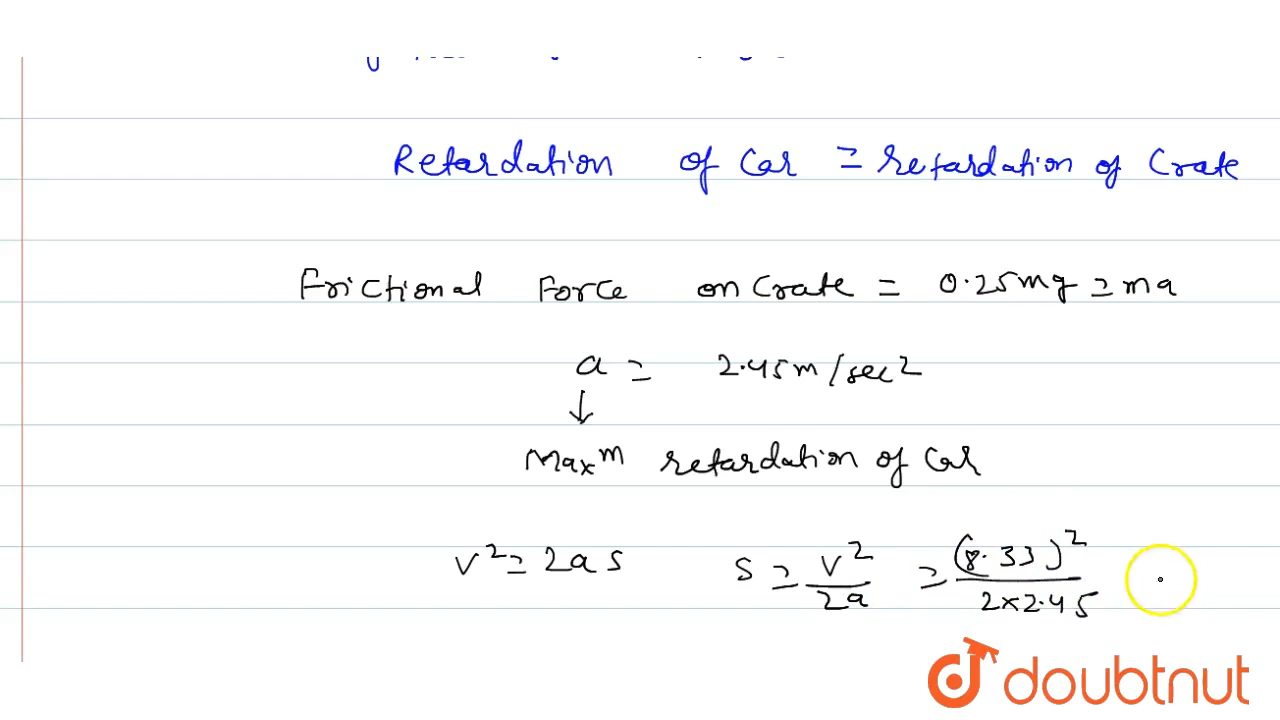 Retardation of Car = retardation of Crate
Frictional Force on Crate = 0.25mg = ma
a = 2.45m/sec2
↓
Maxm retardation of Car
v2 = 2as s = v2/2a = (8.33)2/2×2.45
doubtnut